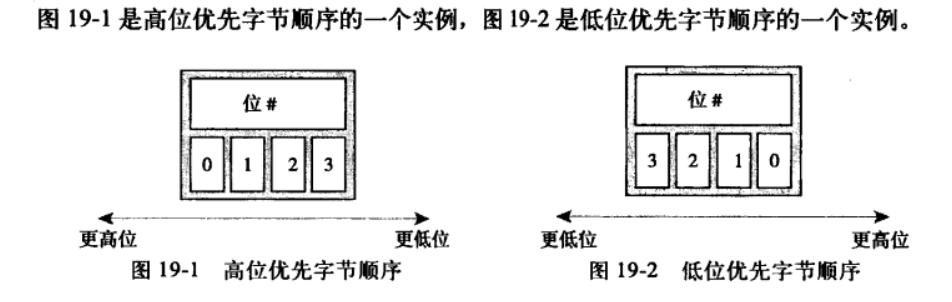 图 19-1 是高位优先字节顺序的一个实例，图 19-2 是低位优先字节顺序的一个实例。
位 #
0 1 2 3
更高位 更低位
图 19-1 高位优先字节顺序
位 #
3 2 1 0
更低位 更高位
图 19-2 低位优先字节顺序